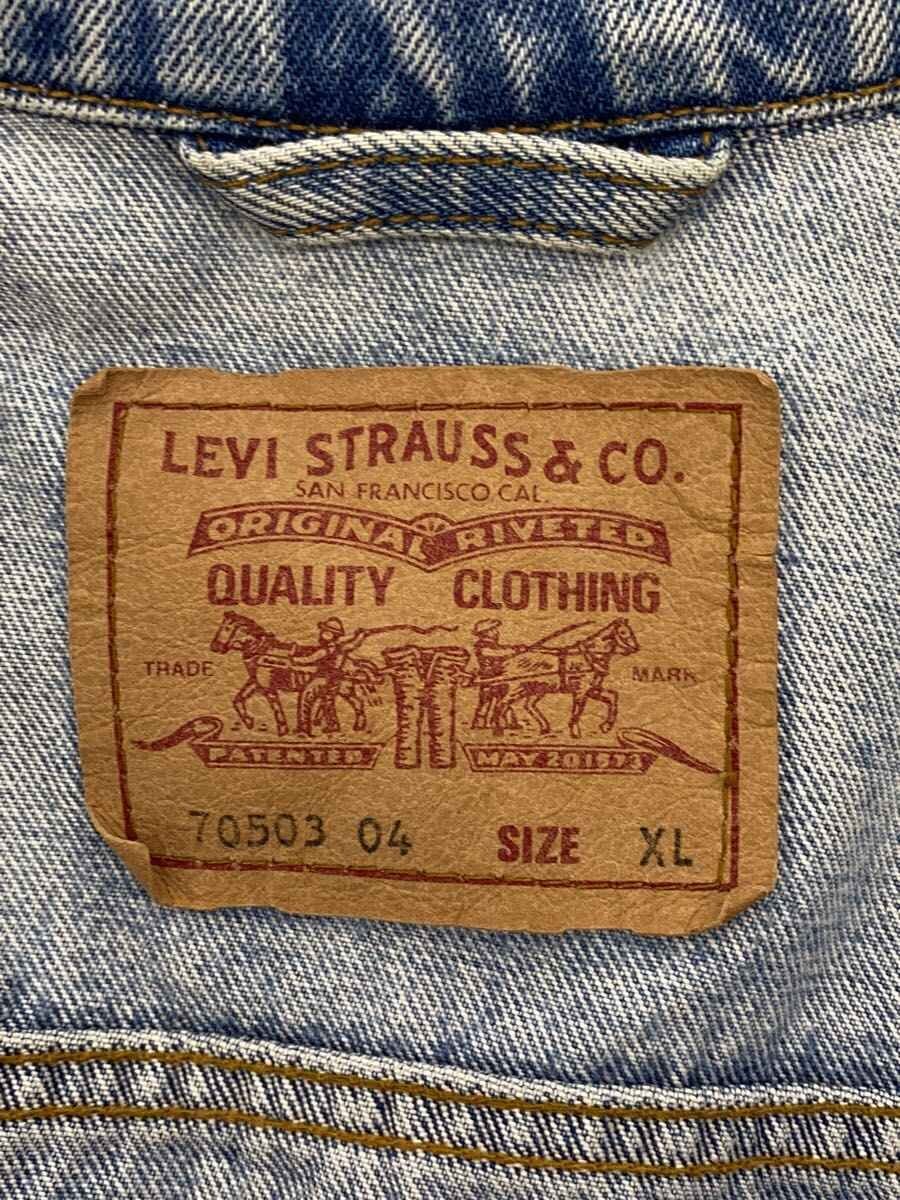 LEVI STRAUSS & CO.
SAN FRANCISCO CAL.
ORIGINAL RIVETED
QUALITY CLOTHING
TRADE MARK
PATENTED MAY 20 1873
70503 04 SIZE XL